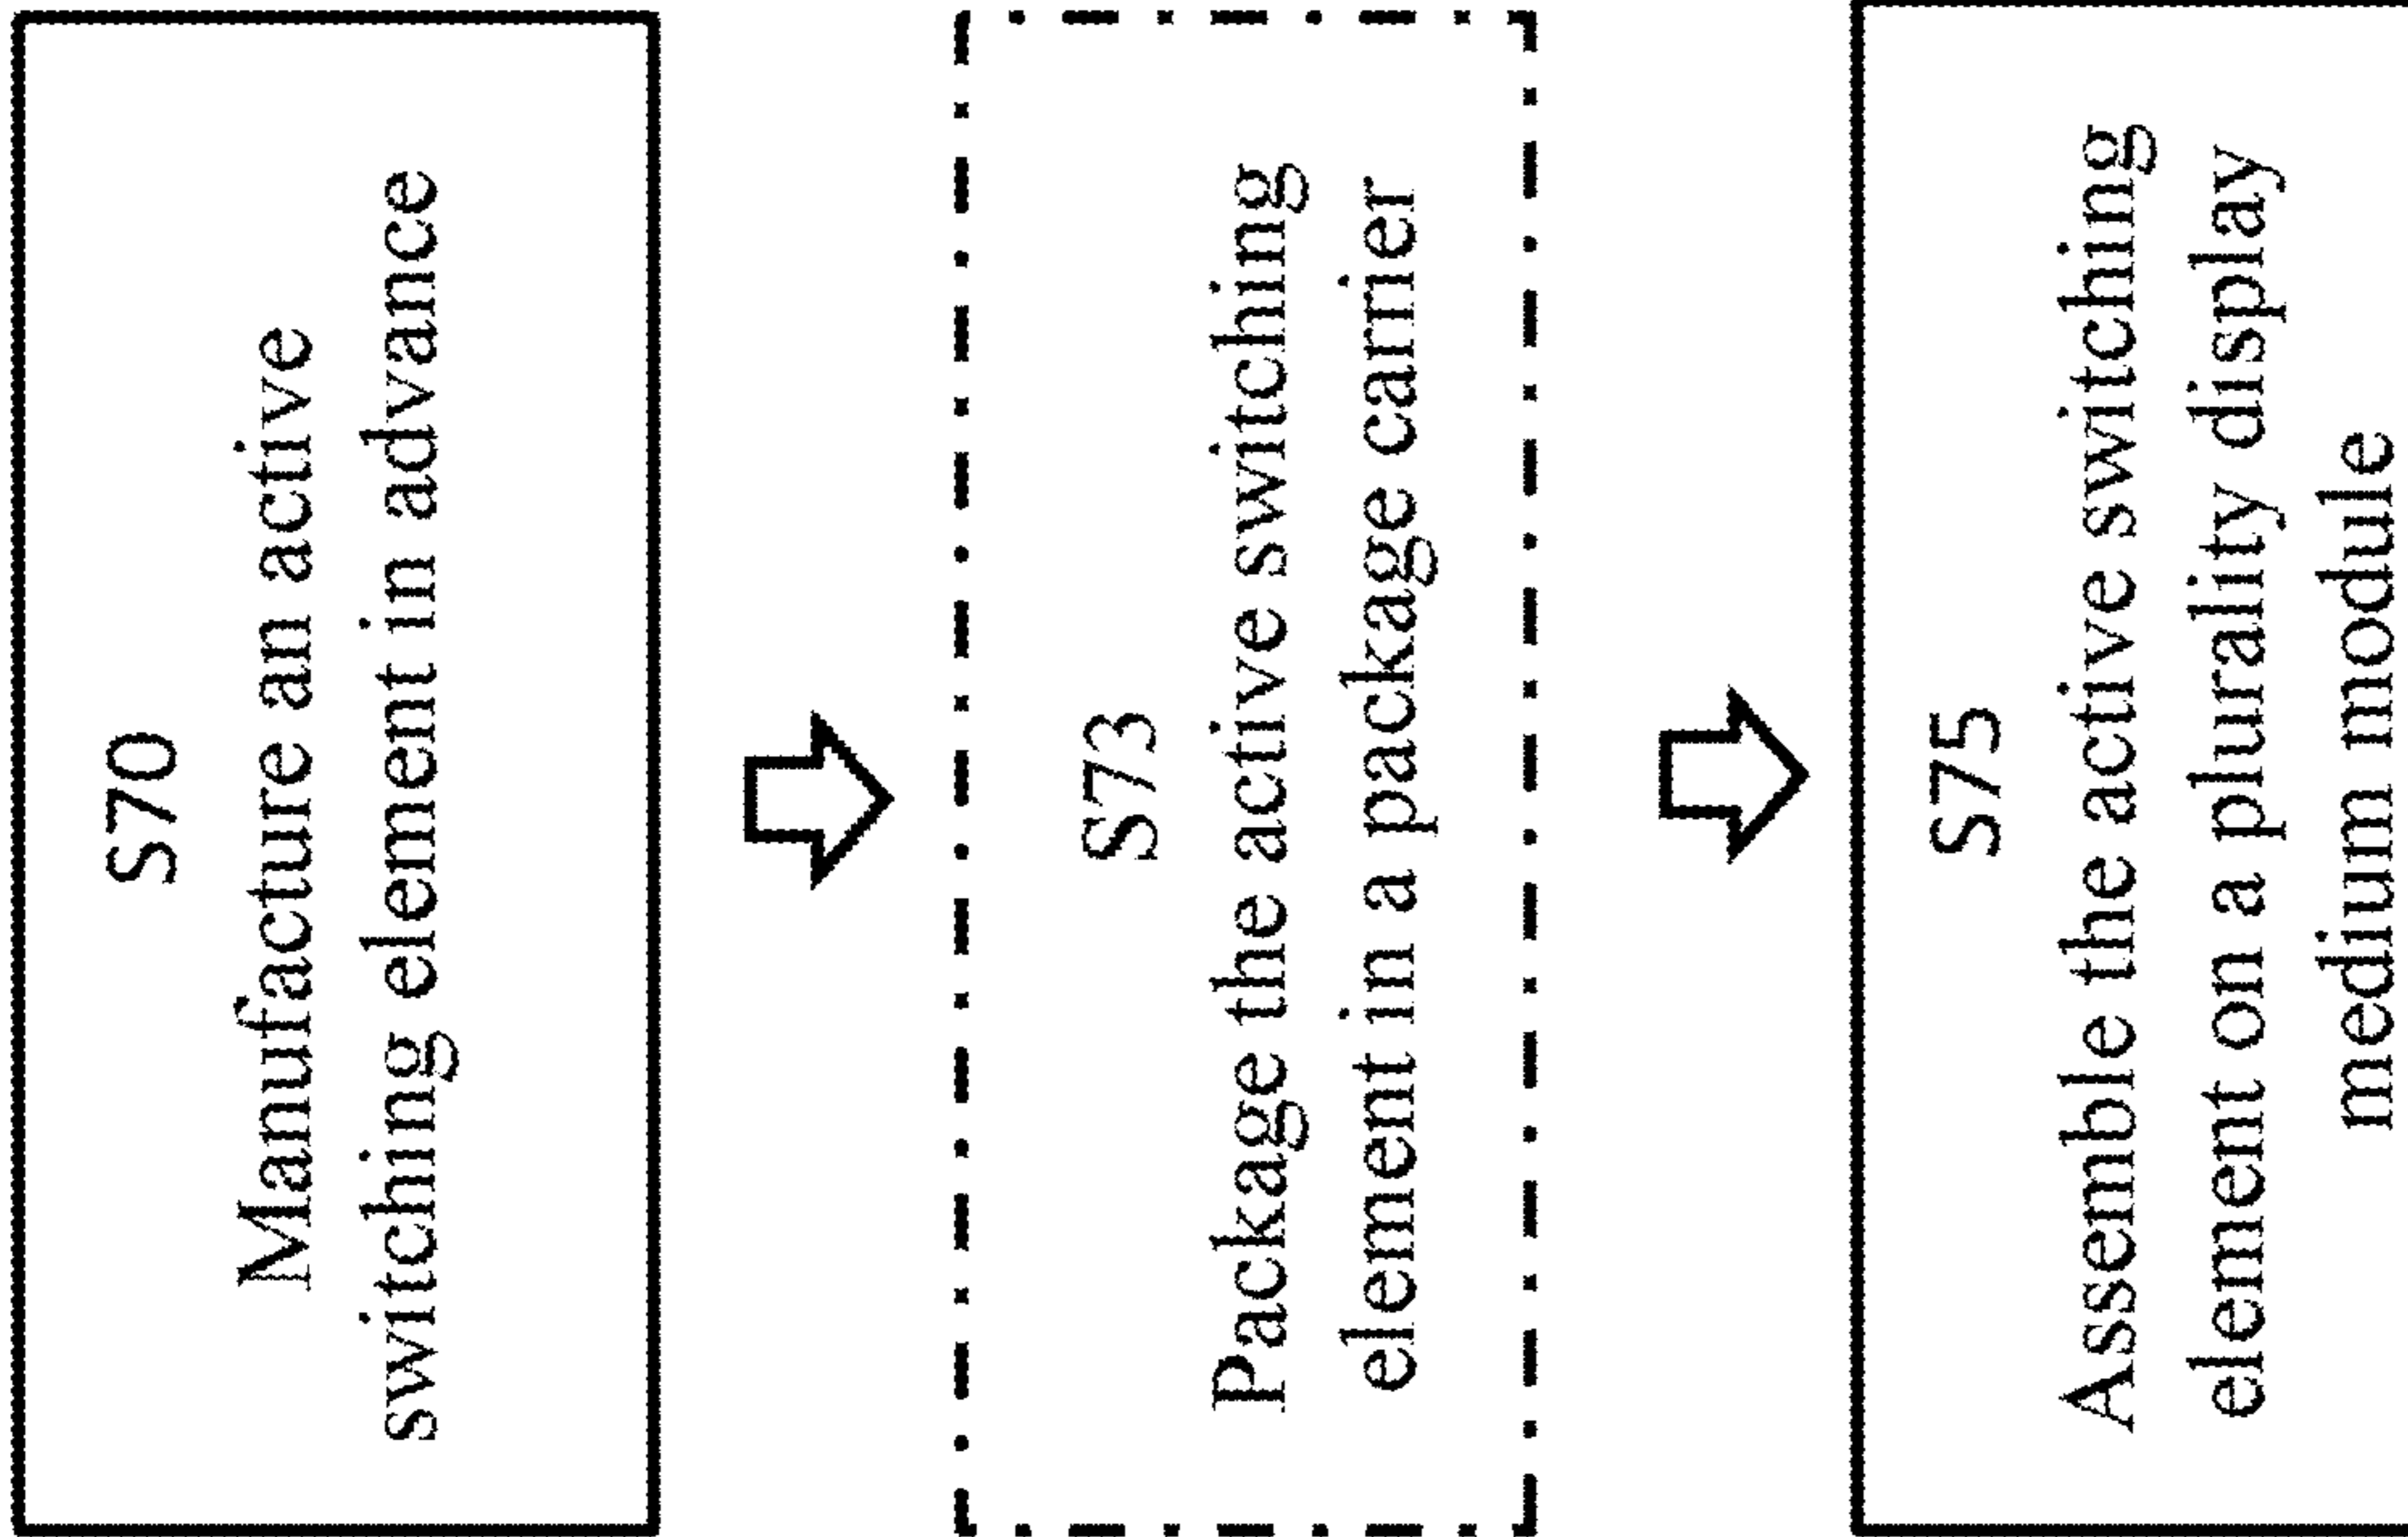 S70
Manufacture an active
switching element in advance
S73
Package the active switching
element in a package carrier
S75
Assemble the active switching
element on a plurality display
medium module